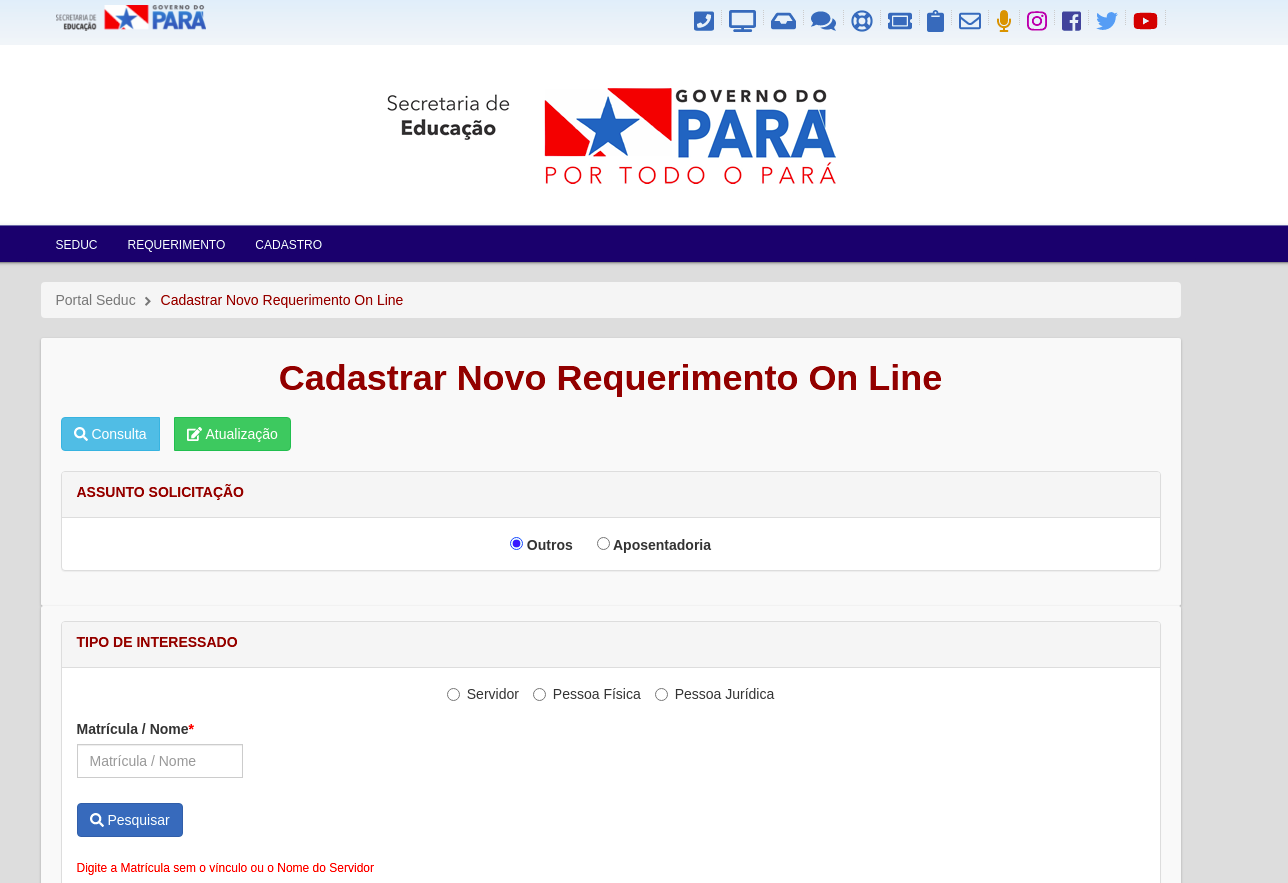 SECRETARIA DE
EDUCAÇÃO
GOVERNO DO
PARÁ
Secretaria de
Educação
GOVERNO DO
PARÁ
POR TODO O PARÁ
SEDUC REQUERIMENTO CADASTRO
Portal Seduc Cadastrar Novo Requerimento On Line
Cadastrar Novo Requerimento On Line
Consulta Atualização
ASSUNTO SOLICITAÇÃO
Outros Aposentadoria
TIPO DE INTERESSADO
Servidor Pessoa Física Pessoa Jurídica
Matrícula / Nome*
Matrícula / Nome
Pesquisar
Digite a Matrícula sem o vínculo ou o Nome do Servidor